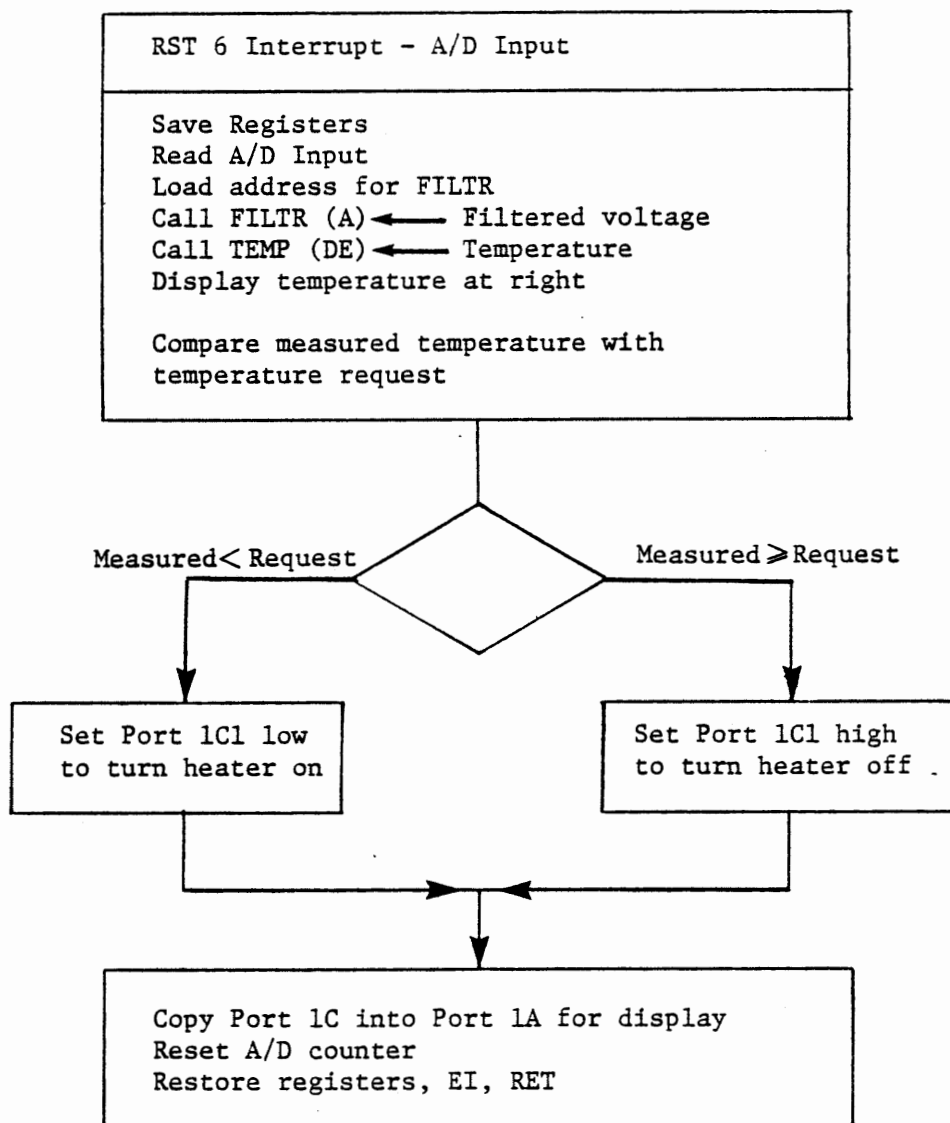 RST 6 Interrupt - A/D Input
Save Registers
Read A/D Input
Load address for FILTR
Call FILTR (A) Filtered voltage
Call TEMP (DE) Temperature
Display temperature at right
Compare measured temperature with
temperature request
Measured < Request
Measured ⩾ Request
Set Port 1C1 low
to turn heater on
Set Port 1C1 high
to turn heater off
Copy Port 1C into Port 1A for display
Reset A/D counter
Restore registers, EI, RET